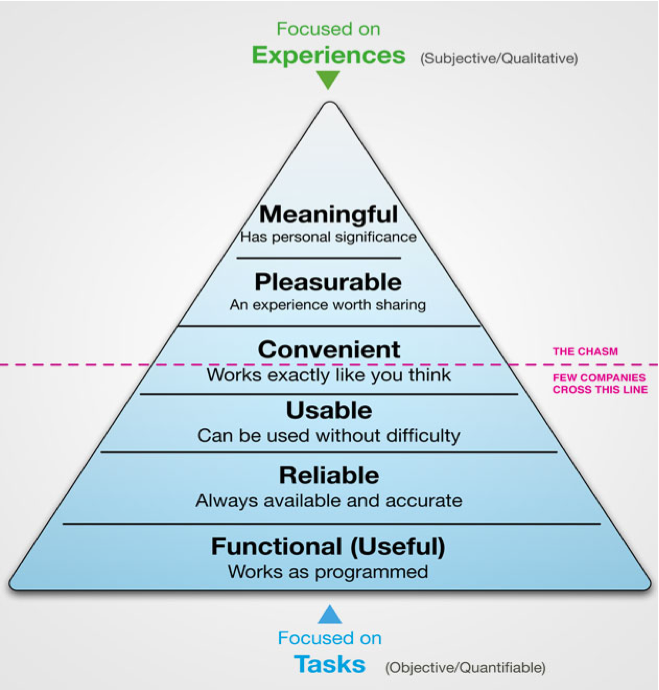 Focused on
Experiences (Subjective/Qualitative)
Meaningful
Has personal significance
Pleasurable
An experience worth sharing
Convenient
THE CHASM
Works exactly like you think
FEW COMPANIES
CROSS THIS LINE
Usable
Can be used without difficulty
Reliable
Always available and accurate
Functional (Useful)
Works as programmed
Focused on
Tasks (Objective/Quantifiable)